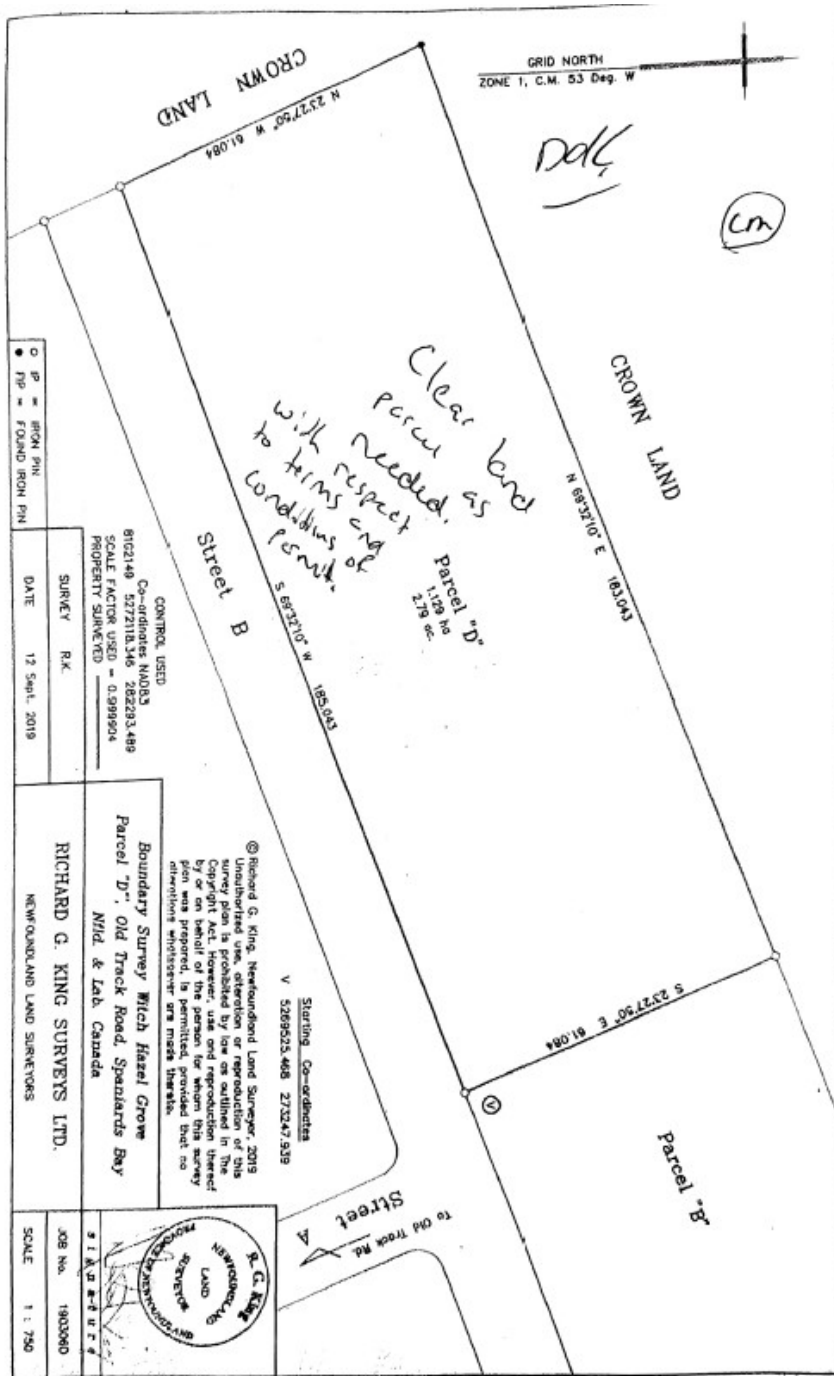 GRID NORTH
ZONE 1, C.M. 53 Deg. W
cm
CROWN LAND
N 23°27'50" W 61.084
CROWN LAND
N 69°32'10" E 183.043
Clear land
parcel as
needed.
with respect
to terms and
conditions of
permit.
Parcel "D"
1.129 ha
2.79 ac.
S 69°32'10" W 185.043
Street B
S 23°27'50" E 61.084
V
Parcel "B"
To Old Track Rd.
Street A
Starting Co-ordinates
V 5269525.468 273247.939
© Richard G. King, Newfoundland Land Surveyor, 2019
Unauthorized use, alteration or reproduction of this
survey plan is prohibited by law as outlined in The
Copyright Act. However, use and reproduction thereof
by or on behalf of the person for whom this survey
plan was prepared, is permitted, provided that no
alterations whatsoever are made thereto.
CONTROL USED
Co-ordinates NAD83
81G2149 5272118.346 282293.489
SCALE FACTOR USED = 0.999904
PROPERTY SURVEYED
O IP = IRON PIN
● FIP = FOUND IRON PIN
SURVEY R.K.
DATE 12 Sept. 2019
Boundary Survey Witch Hazel Grove
Parcel "D", Old Track Road, Spaniards Bay
Nfld. & Lab. Canada
RICHARD G. KING SURVEYS LTD.
NEWFOUNDLAND LAND SURVEYORS
R. G. King
NEWFOUNDLAND
LAND
SURVEYOR
PROVINCE OF NEWFOUNDLAND
signature
JOB No. 190306D
SCALE 1 : 750